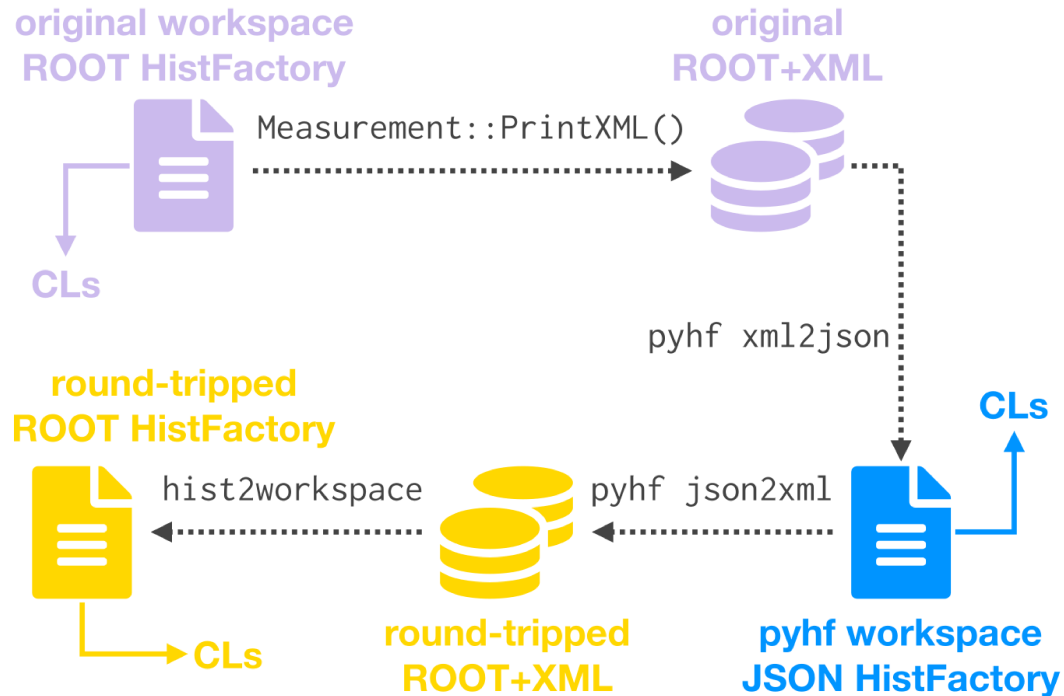 original workspace
ROOT HistFactory
original
ROOT+XML
Measurement::PrintXML()
CLs
pyhf xml2json
round-tripped
ROOT HistFactory
CLs
hist2workspace
pyhf json2xml
CLs
round-tripped
ROOT+XML
pyhf workspace
JSON HistFactory